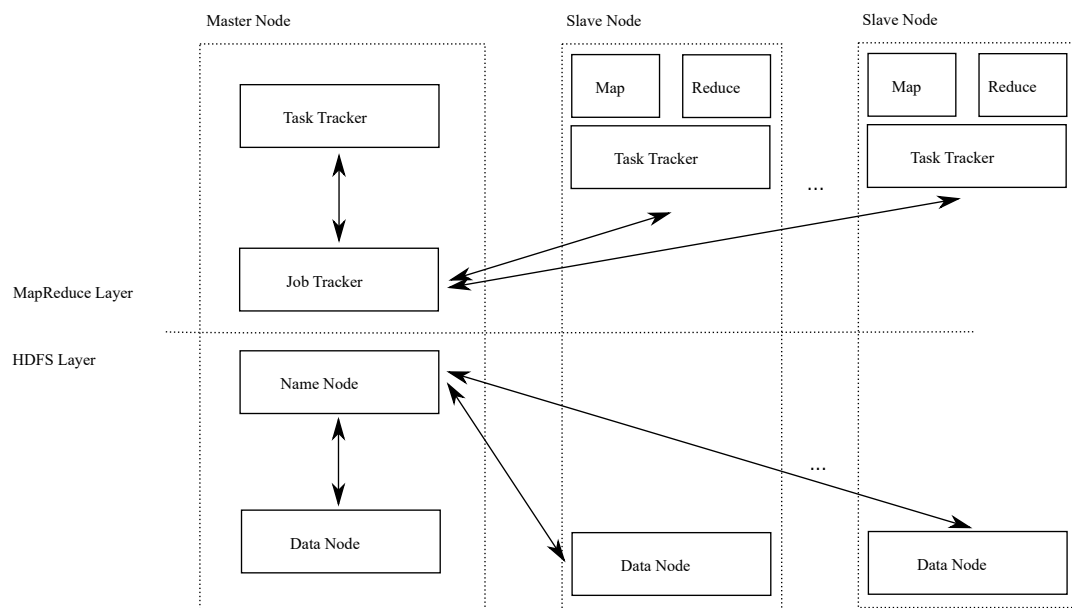 Master Node
Slave Node
Slave Node
Map
Reduce
Map
Reduce
Task Tracker
Task Tracker
Task Tracker
...
Job Tracker
MapReduce Layer
HDFS Layer
Name Node
...
Data Node
Data Node
Data Node